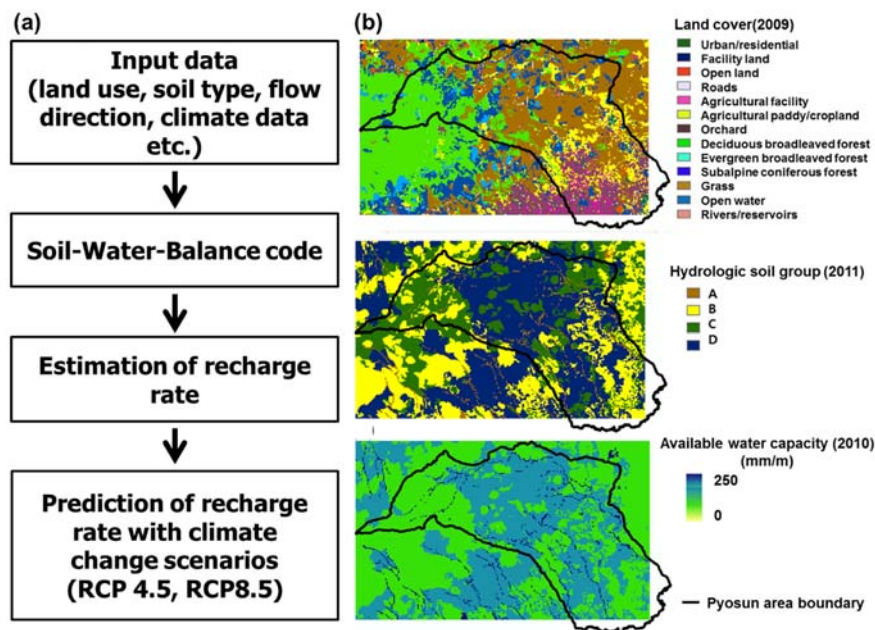 (a)
Input data
(land use, soil type, flow
direction, climate data
etc.)
Soil-Water-Balance code
Estimation of recharge
rate
Prediction of recharge
rate with climate
change scenarios
(RCP 4.5, RCP8.5)
(b)
Land cover(2009)
Urban/residential
Facility land
Open land
Roads
Agricultural facility
Agricultural paddy/cropland
Orchard
Deciduous broadleaved forest
Evergreen broadleaved forest
Subalpine coniferous forest
Grass
Open water
Rivers/reservoirs
Hydrologic soil group (2011)
A
B
C
D
Available water capacity (2010)
(mm/m)
250
0
Pyosun area boundary